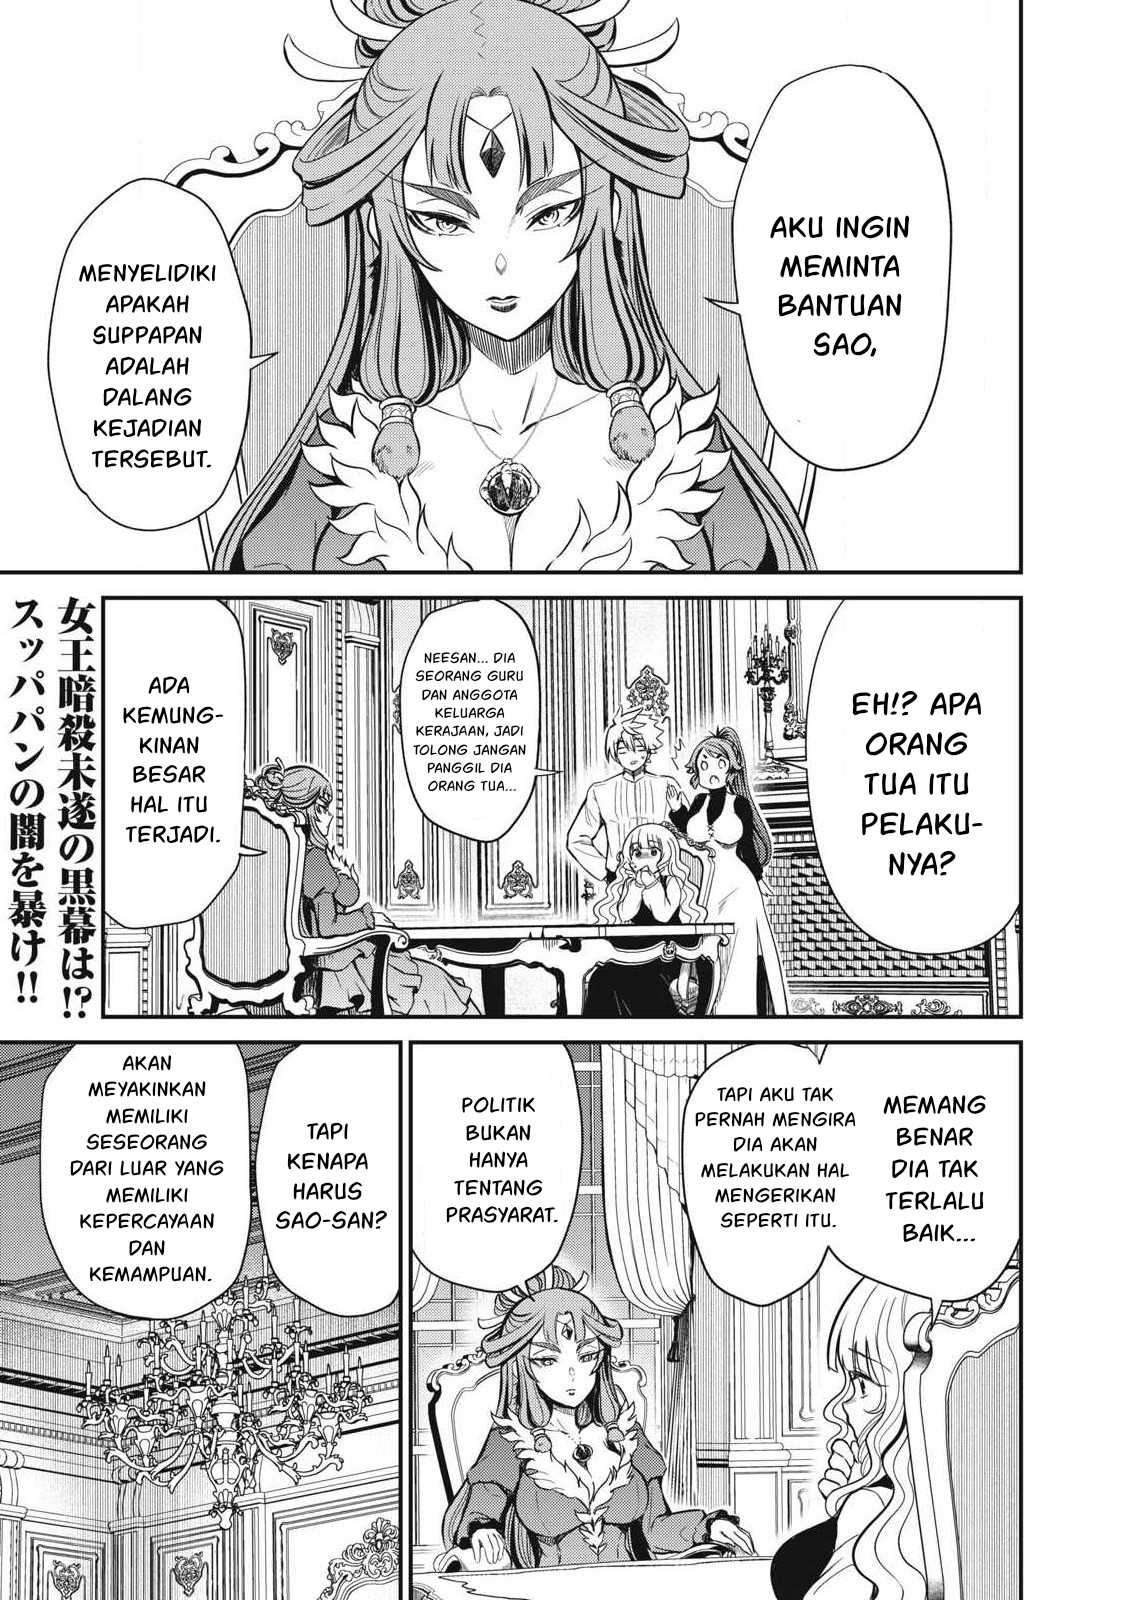 AKU INGIN
MEMINTA
BANTUAN
SAO,
MENYELIDIKI
APAKAH
SUPPAPAN
ADALAH
DALANG
KEJADIAN
TERSEBUT.
EH!? APA
ORANG
TUA ITU
PELAKU-
NYA?
NEESAN... DIA
SEORANG GURU
DAN ANGGOTA
KELUARGA
KERAJAAN, JADI
TOLONG JANGAN
PANGGIL DIA
ORANG TUA...
ADA
KEMUNG-
KINAN
BESAR
HAL ITU
TERJADI.
女王暗殺未遂の黒幕は!?
スッパパンの闇を暴け!!
MEMANG
BENAR
DIA TAK
TERLALU
BAIK...
TAPI AKU TAK
PERNAH MENGIRA
DIA AKAN
MELAKUKAN HAL
MENGERIKAN
SEPERTI ITU.
POLITIK
BUKAN
HANYA
TENTANG
PRASYARAT.
TAPI
KENAPA
HARUS
SAO-SAN?
AKAN
MEYAKINKAN
MEMILIKI
SESEORANG
DARI LUAR YANG
MEMILIKI
KEPERCAYAAN
DAN
KEMAMPUAN.